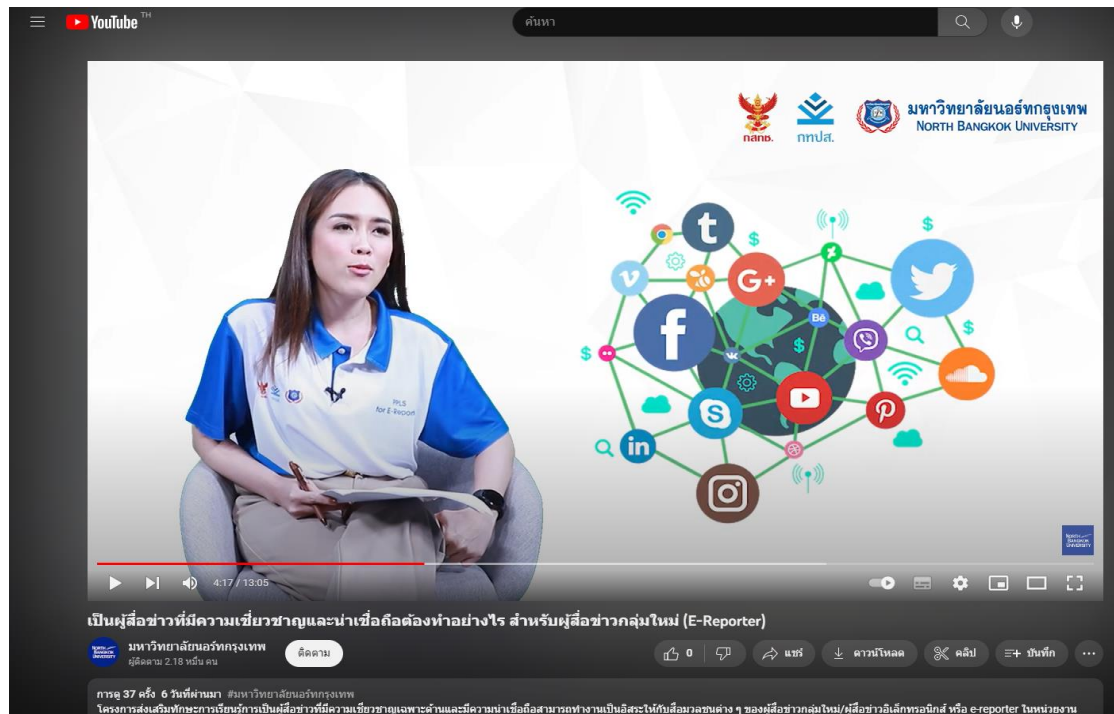 YouTube TH
ค้นหา
กสทช.
กทปส.
มหาวิทยาลัยนอร์ทกรุงเทพ
NORTH BANGKOK UNIVERSITY
for E-Report
NORTH
BANGKOK
UNIVERSITY
4:17 / 13:05
เป็นผู้สื่อข่าวที่มีความเชี่ยวชาญและน่าเชื่อถือต้องทำอย่างไร สำหรับผู้สื่อข่าวกลุ่มใหม่ (E-Reporter)
มหาวิทยาลัยนอร์ทกรุงเทพ
ผู้ติดตาม 2.18 หมื่น คน
ติดตาม
0
แชร์
ดาวน์โหลด
คลิป
บันทึก
การดู 37 ครั้ง 6 วันที่ผ่านมา #มหาวิทยาลัยนอร์ทกรุงเทพ
โครงการส่งเสริมทักษะการเรียนรู้การเป็นผู้สื่อข่าวที่มีความเชี่ยวชาญเฉพาะด้านและมีความน่าเชื่อถือสามารถทำงานเป็นอิสระให้กับสื่อมวลชนต่าง ๆ ของผู้สื่อข่าวกลุ่มใหม่/ผู้สื่อข่าวอิเล็กทรอนิกส์ หรือ e-reporter ในหน่วยงาน